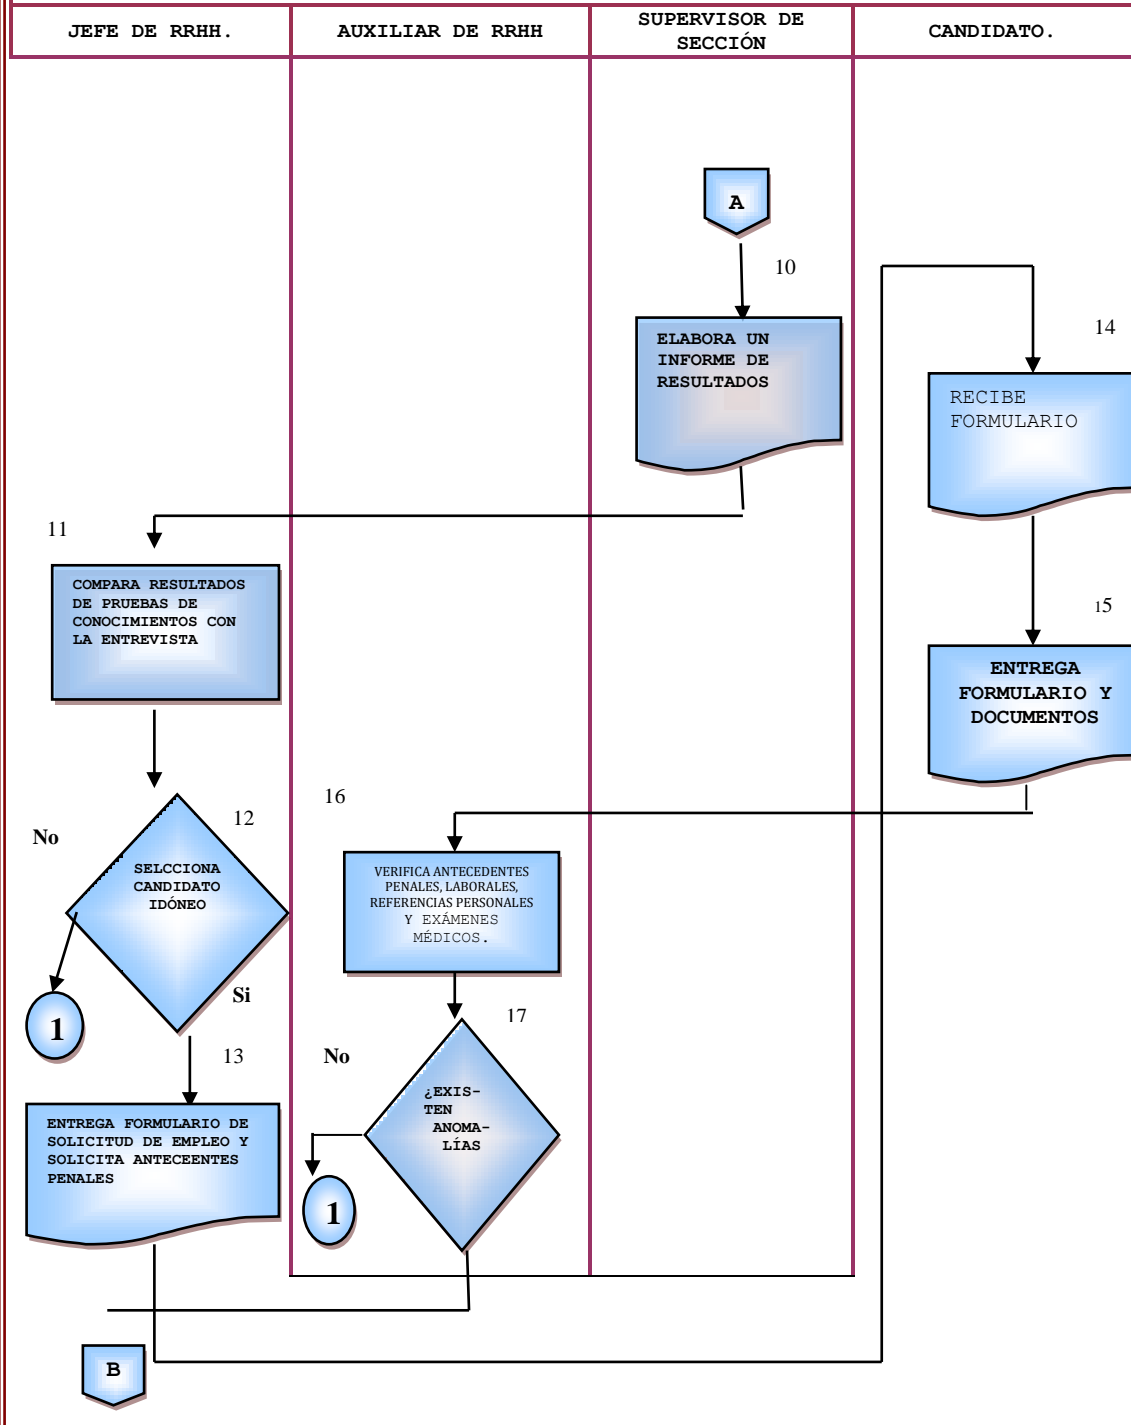 JEFE DE RRHH.
AUXILIAR DE RRHH
SUPERVISOR DE
SECCIÓN
CANDIDATO.
A
10
ELABORA UN
INFORME DE
RESULTADOS
14
RECIBE
FORMULARIO
11
COMPARA RESULTADOS
DE PRUEBAS DE
CONOCIMIENTOS CON
LA ENTREVISTA
15
ENTREGA
FORMULARIO Y
DOCUMENTOS
12
No
SELCCIONA
CANDIDATO
IDÓNEO
Si
1
16
VERIFICA ANTECEDENTES
PENALES, LABORALES,
REFERENCIAS PERSONALES
Y EXÁMENES
MÉDICOS.
13
ENTREGA FORMULARIO DE
SOLICITUD DE EMPLEO Y
SOLICITA ANTECEENTES
PENALES
17
No
¿EXIS-
TEN
ANOMA-
LÍAS
1
B